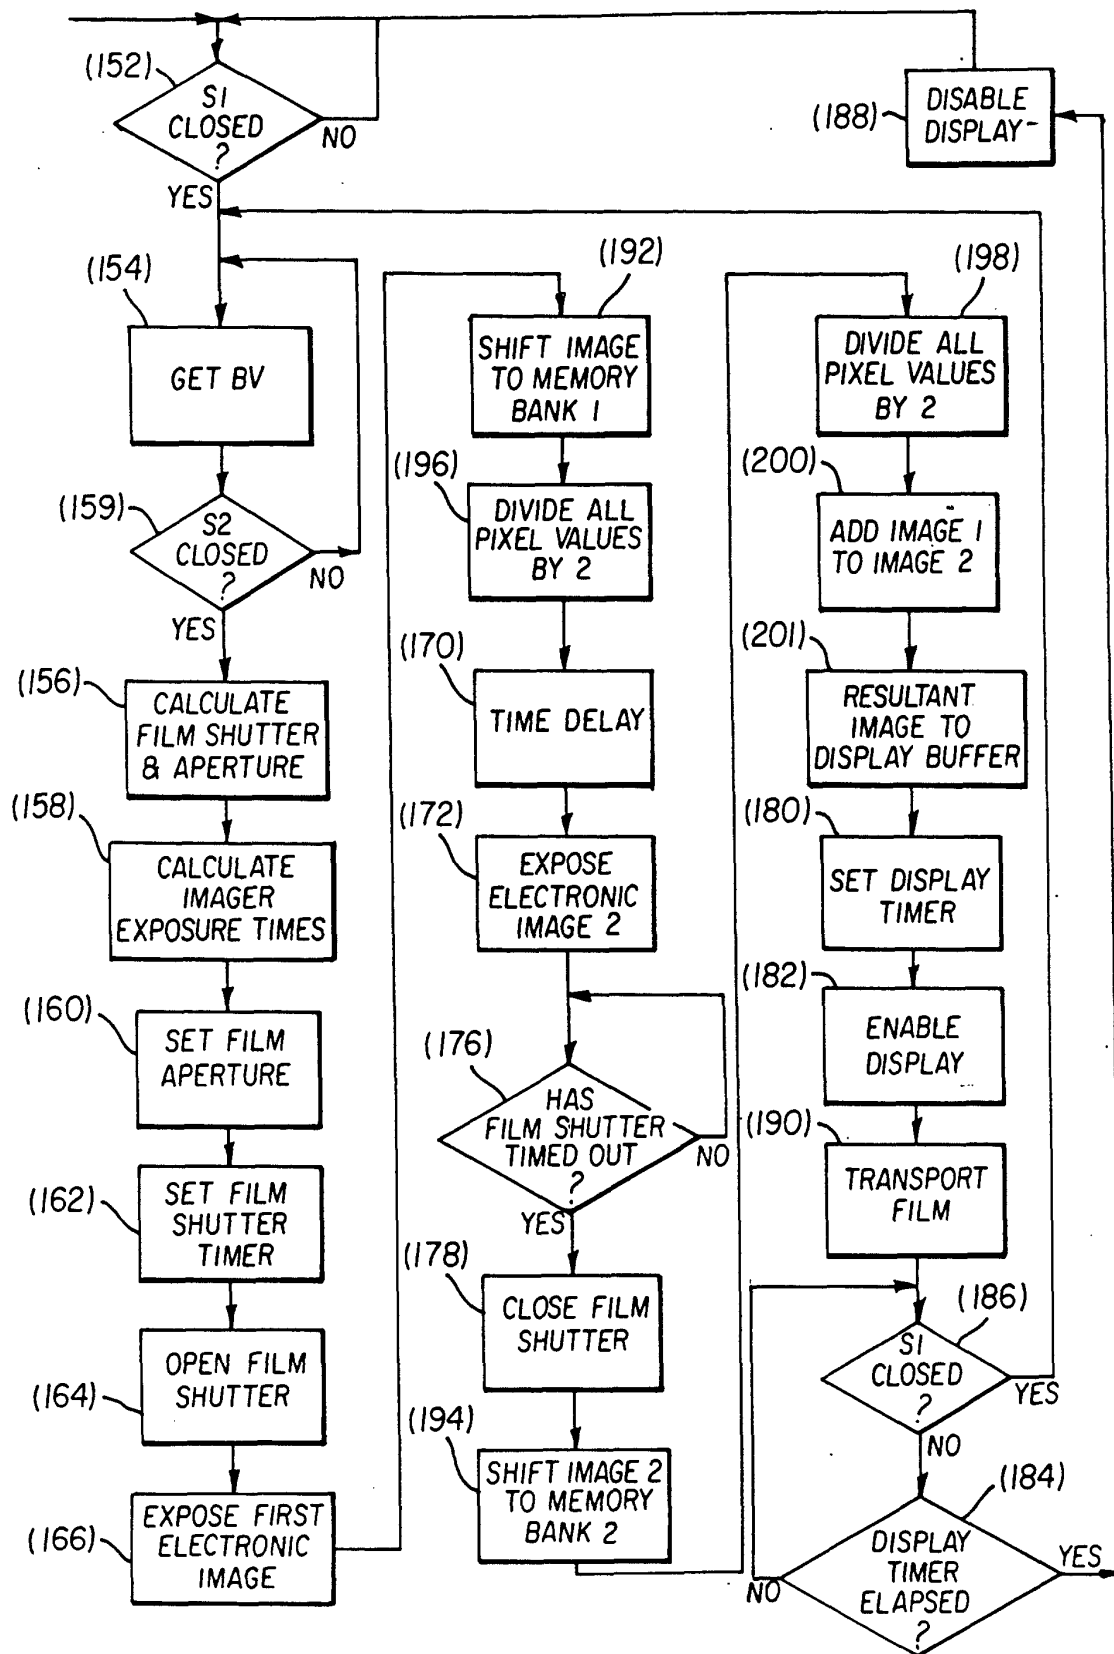 (152)
S1
CLOSED
?
NO
YES
(188)
DISABLE
DISPLAY
(154)
GET BV
(159)
S2
CLOSED
?
NO
YES
(156)
CALCULATE
FILM SHUTTER
& APERTURE
(158)
CALCULATE
IMAGER
EXPOSURE TIMES
(160)
SET FILM
APERTURE
(162)
SET FILM
SHUTTER
TIMER
(164)
OPEN FILM
SHUTTER
(166)
EXPOSE FIRST
ELECTRONIC
IMAGE
(192)
SHIFT IMAGE
TO MEMORY
BANK 1
(196)
DIVIDE ALL
PIXEL VALUES
BY 2
(170)
TIME DELAY
(172)
EXPOSE
ELECTRONIC
IMAGE 2
(176)
HAS
FILM SHUTTER
TIMED OUT
?
NO
YES
(178)
CLOSE FILM
SHUTTER
(194)
SHIFT IMAGE 2
TO MEMORY
BANK 2
(198)
DIVIDE ALL
PIXEL VALUES
BY 2
(200)
ADD IMAGE 1
TO IMAGE 2
(201)
RESULTANT
IMAGE TO
DISPLAY BUFFER
(180)
SET DISPLAY
TIMER
(182)
ENABLE
DISPLAY
(190)
TRANSPORT
FILM
(186)
S1
CLOSED
?
YES
NO
(184)
DISPLAY
TIMER
ELAPSED
?
YES
NO